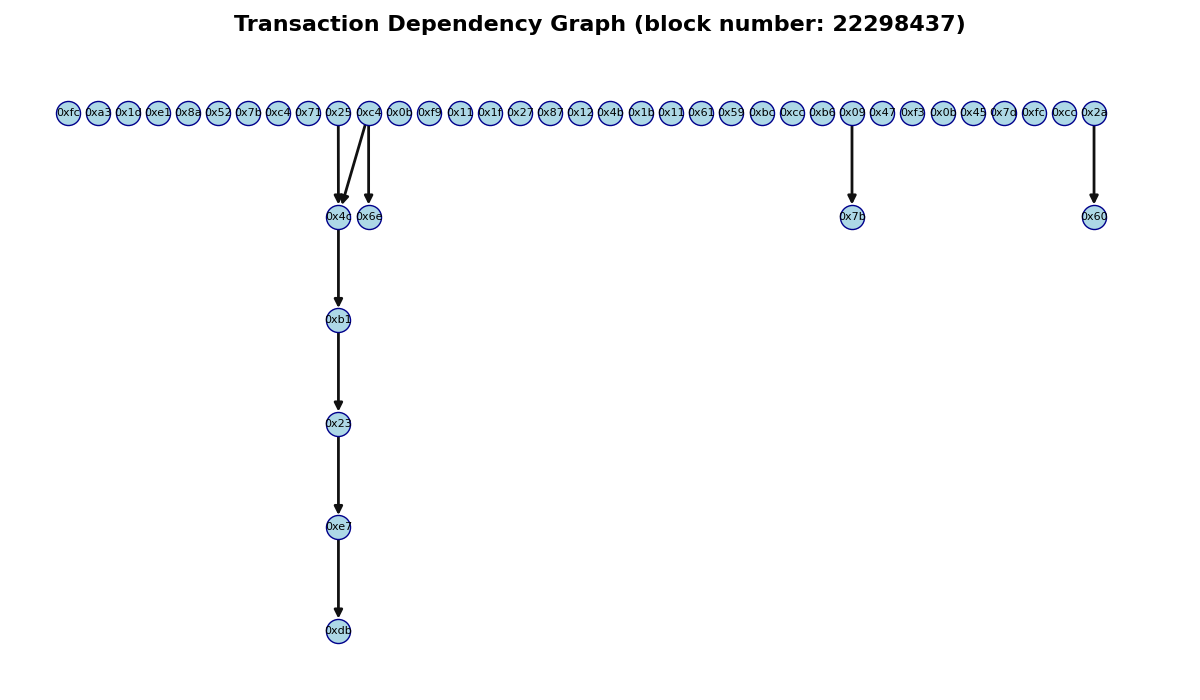 Transaction Dependency Graph (block number: 22298437)
0xfc 0xa3 0x1d 0xe1 0x8a 0x52 0x7b 0xc4 0x71 0x25 0xc4 0x0b 0xf9 0x11 0x1f 0x27 0x87 0x12 0x4b 0x1b 0x11 0x61 0x59 0xbc 0xcc 0xb6 0x09 0x47 0xf3 0x0b 0x45 0xfc 0xcc 0x2a
0x6e 0x7b 0x60
0xb1
0x23
0xe7
0xdb